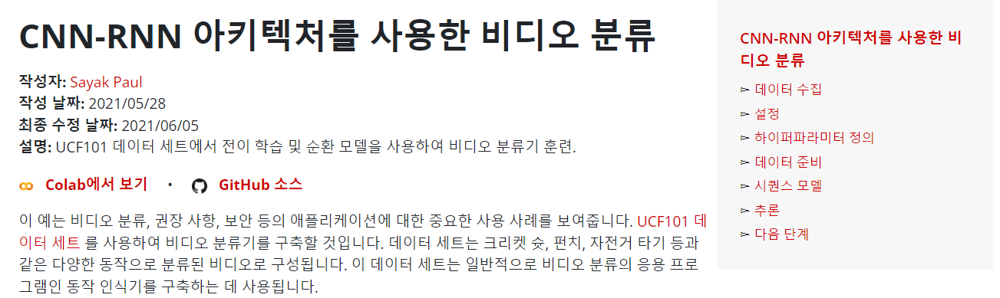 CNN-RNN 아키텍처를 사용한 비디오 분류
작성자: Sayak Paul
작성 날짜: 2021/05/28
최종 수정 날짜: 2021/06/05
설명: UCF101 데이터 세트에서 전이 학습 및 순환 모델을 사용하여 비디오 분류기 훈련.
Colab에서 보기 • GitHub 소스
이 예는 비디오 분류, 권장 사항, 보안 등의 애플리케이션에 대한 중요한 사용 사례를 보여줍니다. UCF101 데
이터 세트 를 사용하여 비디오 분류기를 구축할 것입니다. 데이터 세트는 크리켓 슛, 펀치, 자전거 타기 등과
같은 다양한 동작으로 분류된 비디오로 구성됩니다. 이 데이터 세트는 일반적으로 비디오 분류의 응용 프로
그램인 동작 인식기를 구축하는 데 사용됩니다.
CNN-RNN 아키텍처를 사용한 비
디오 분류
▻ 데이터 수집
▻ 설정
▻ 하이퍼파라미터 정의
▻ 데이터 준비
▻ 시퀀스 모델
▻ 추론
▻ 다음 단계